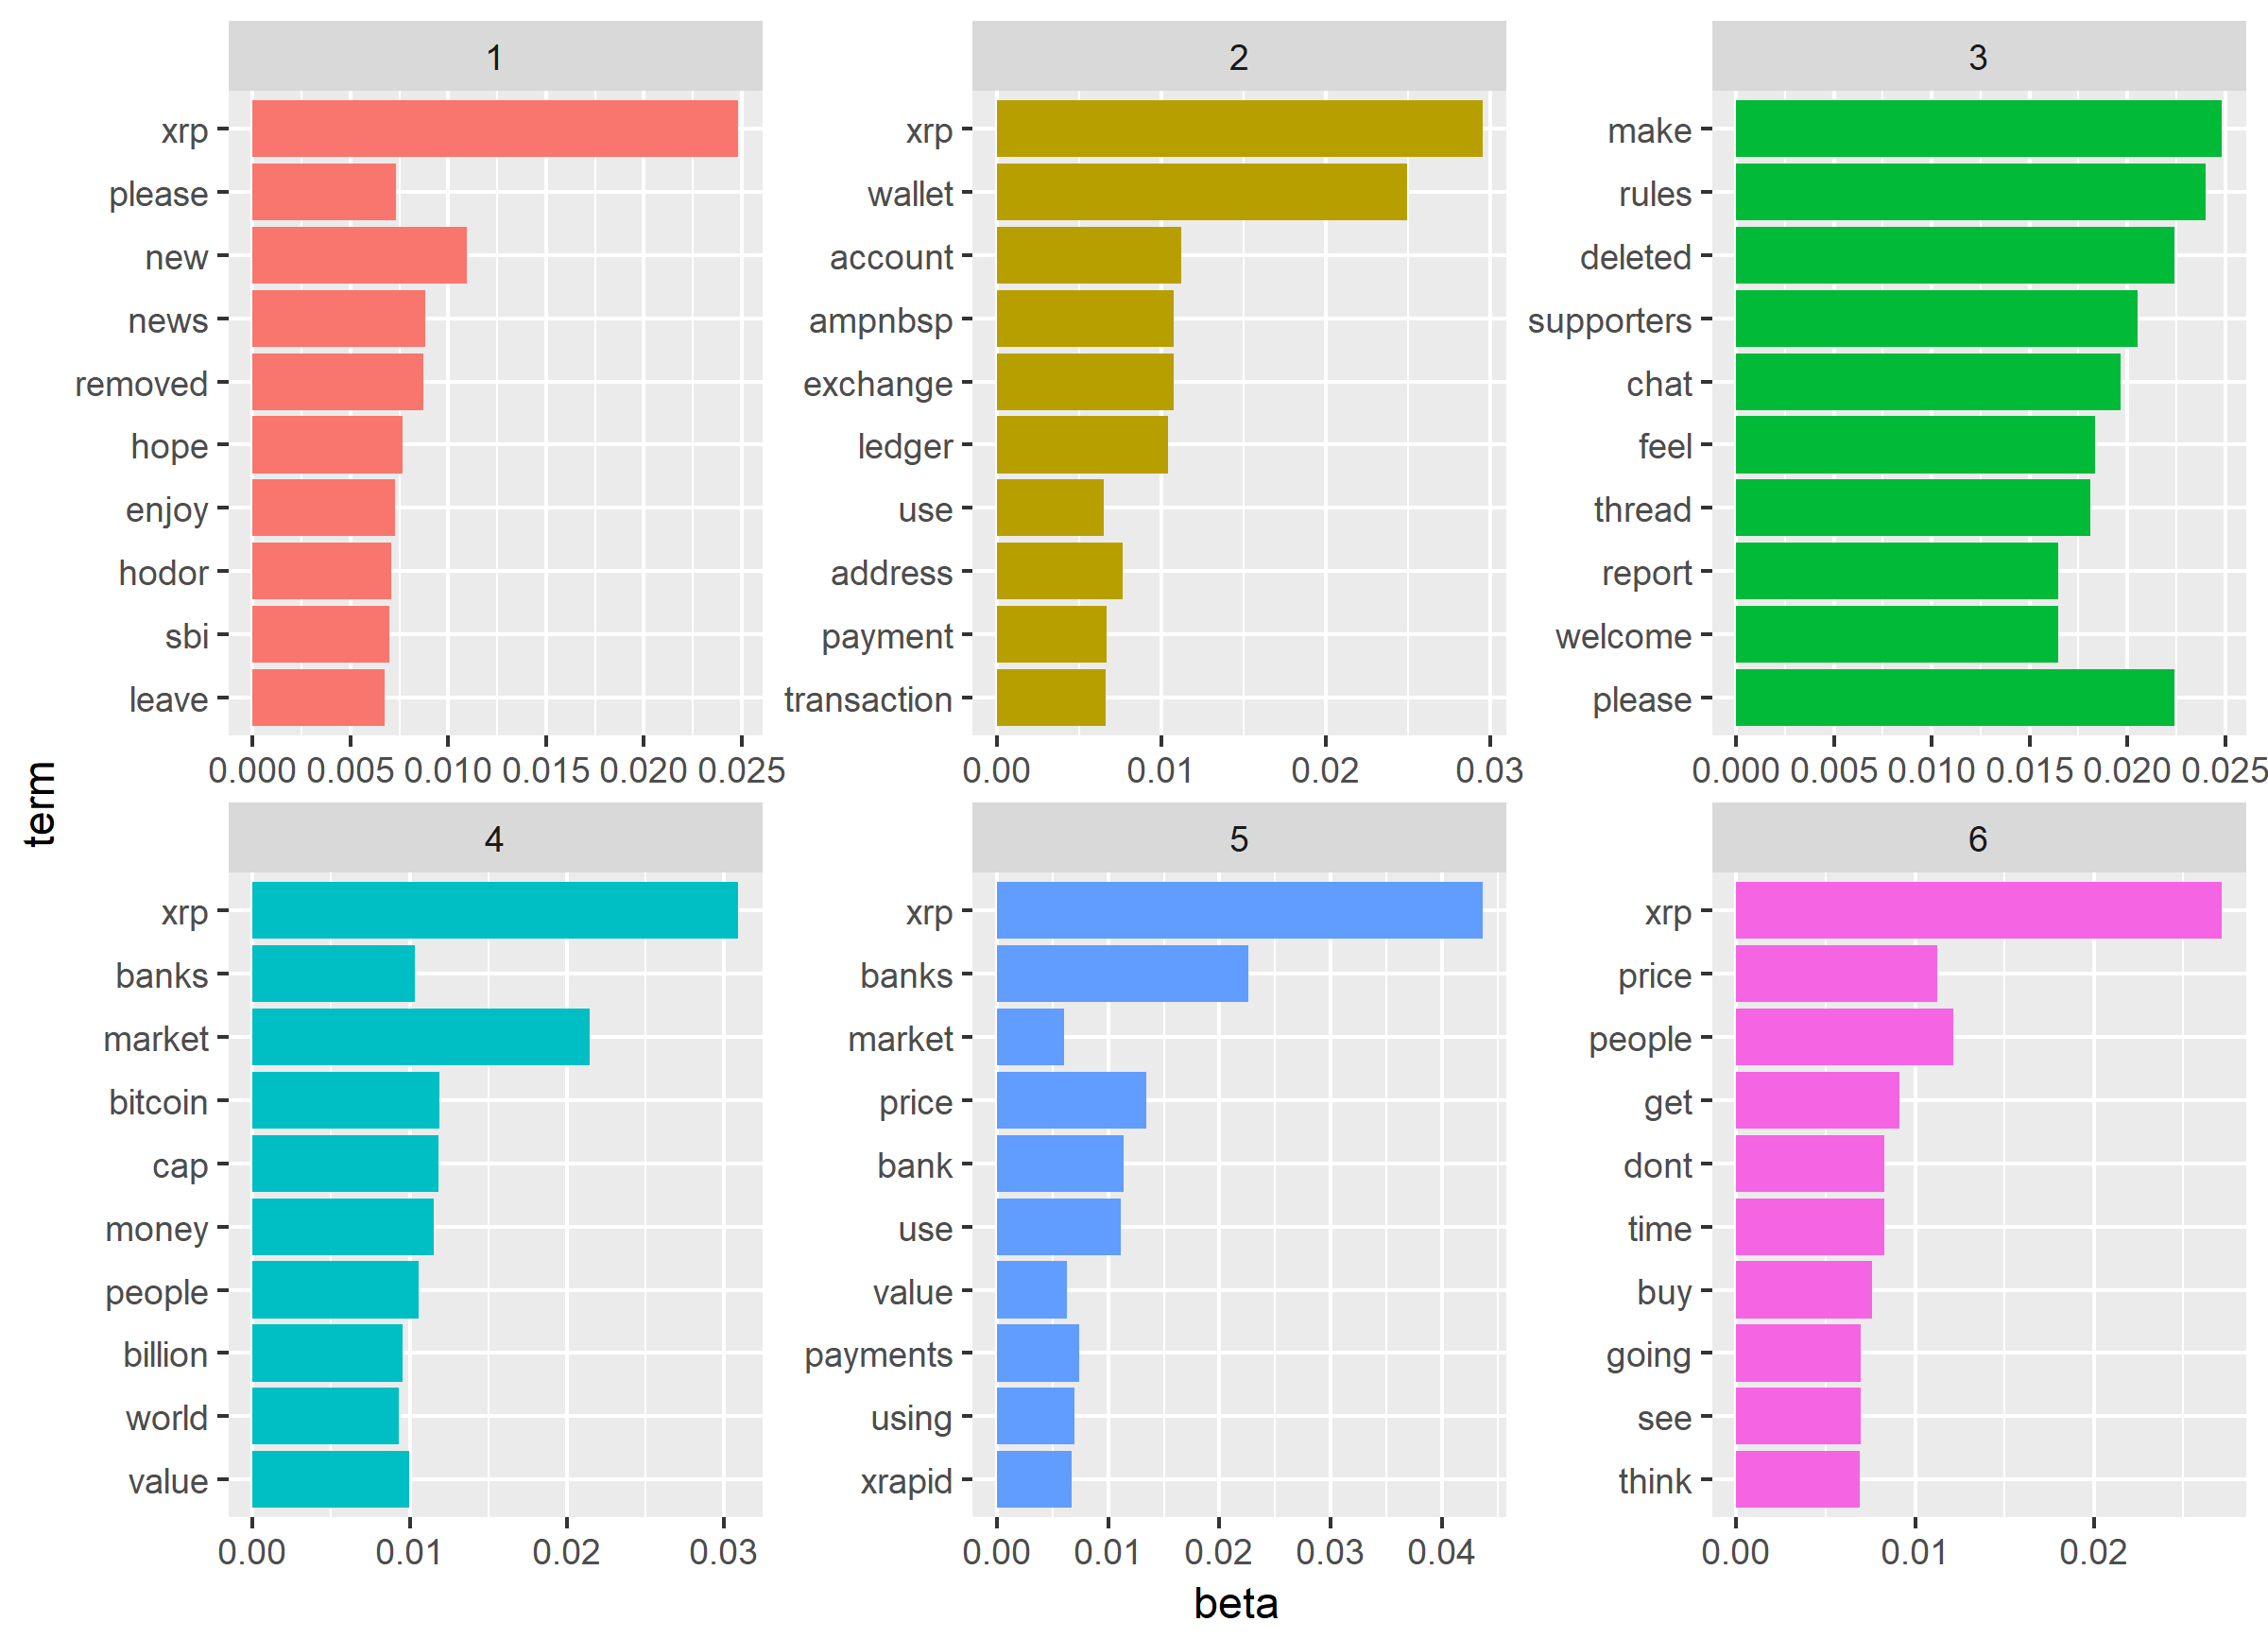 1
xrp
please
new
news
removed
hope
enjoy
hodor
sbi
leave
0.000 0.005 0.010 0.015 0.020 0.025
2
xrp
wallet
account
ampnbsp
exchange
ledger
use
address
payment
transaction
0.00 0.01 0.02 0.03
3
make
rules
deleted
supporters
chat
feel
thread
report
welcome
please
0.000 0.005 0.010 0.015 0.020 0.025
term
4
xrp
banks
market
bitcoin
cap
money
people
billion
world
value
0.00 0.01 0.02 0.03
5
xrp
banks
market
price
bank
use
value
payments
using
xrapid
0.00 0.01 0.02 0.03 0.04
6
xrp
price
people
get
dont
time
buy
going
see
think
0.00 0.01 0.02
beta